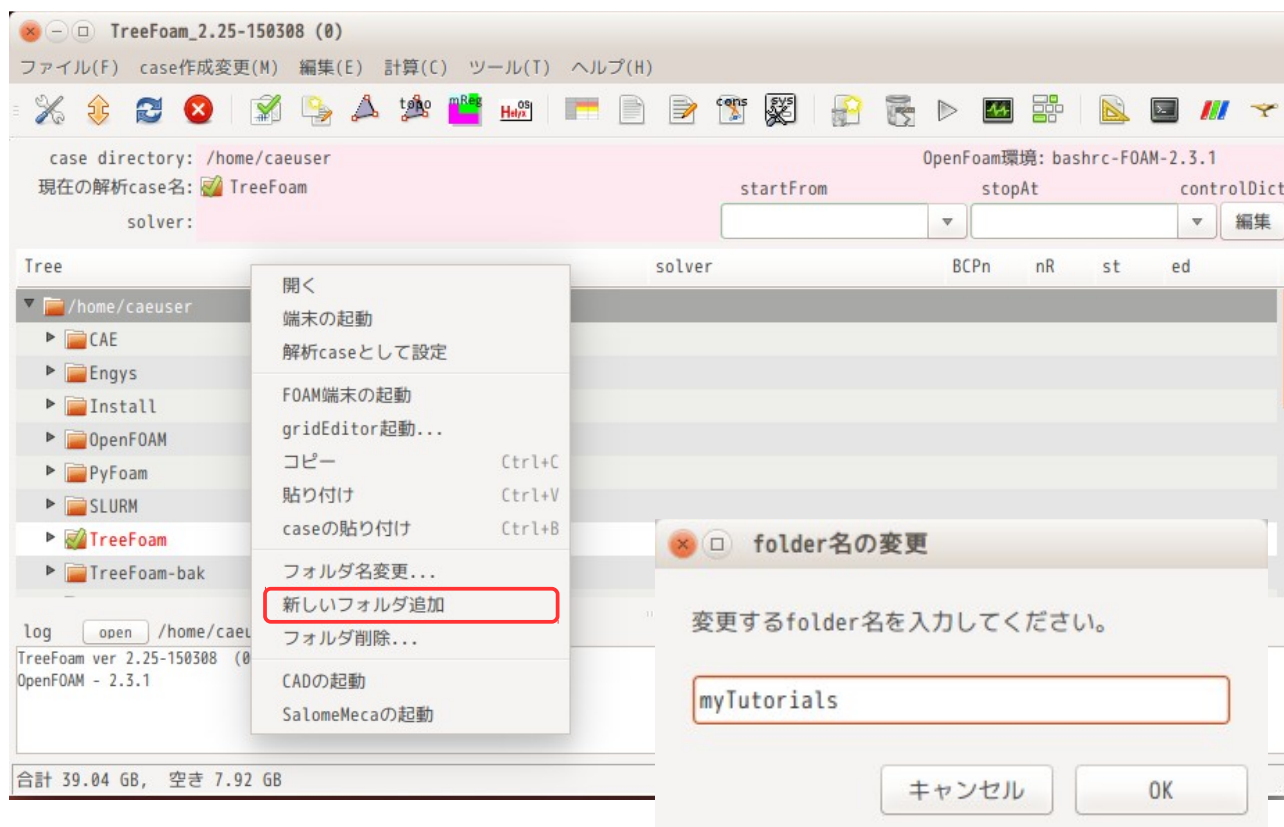 TreeFoam_2.25-150308 (0)
ファイル(F) case作成変更(M) 編集(E) 計算(C) ツール(T) ヘルプ(H)
mReg
Helyx OS
cons
SYS
case directory: /home/caeuser
OpenFoam環境: bashrc-FOAM-2.3.1
現在の解析case名: TreeFoam
startFrom stopAt controlDict
solver:
編集
Tree solver BCPn nR st ed
/home/caeuser
CAE
Engys
Install
OpenFOAM
PyFoam
SLURM
TreeFoam
TreeFoam-bak
開く
端末の起動
解析caseとして設定
FOAM端末の起動
gridEditor起動...
コピー Ctrl+C
貼り付け Ctrl+V
caseの貼り付け Ctrl+B
フォルダ名変更...
新しいフォルダ追加
フォルダ削除...
CADの起動
SalomeMecaの起動
log open /home/caeu
TreeFoam ver 2.25-150308 (0
OpenFOAM - 2.3.1
合計 39.04 GB, 空き 7.92 GB
folder名の変更
変更するfolder名を入力してください。
myTutorials
キャンセル OK